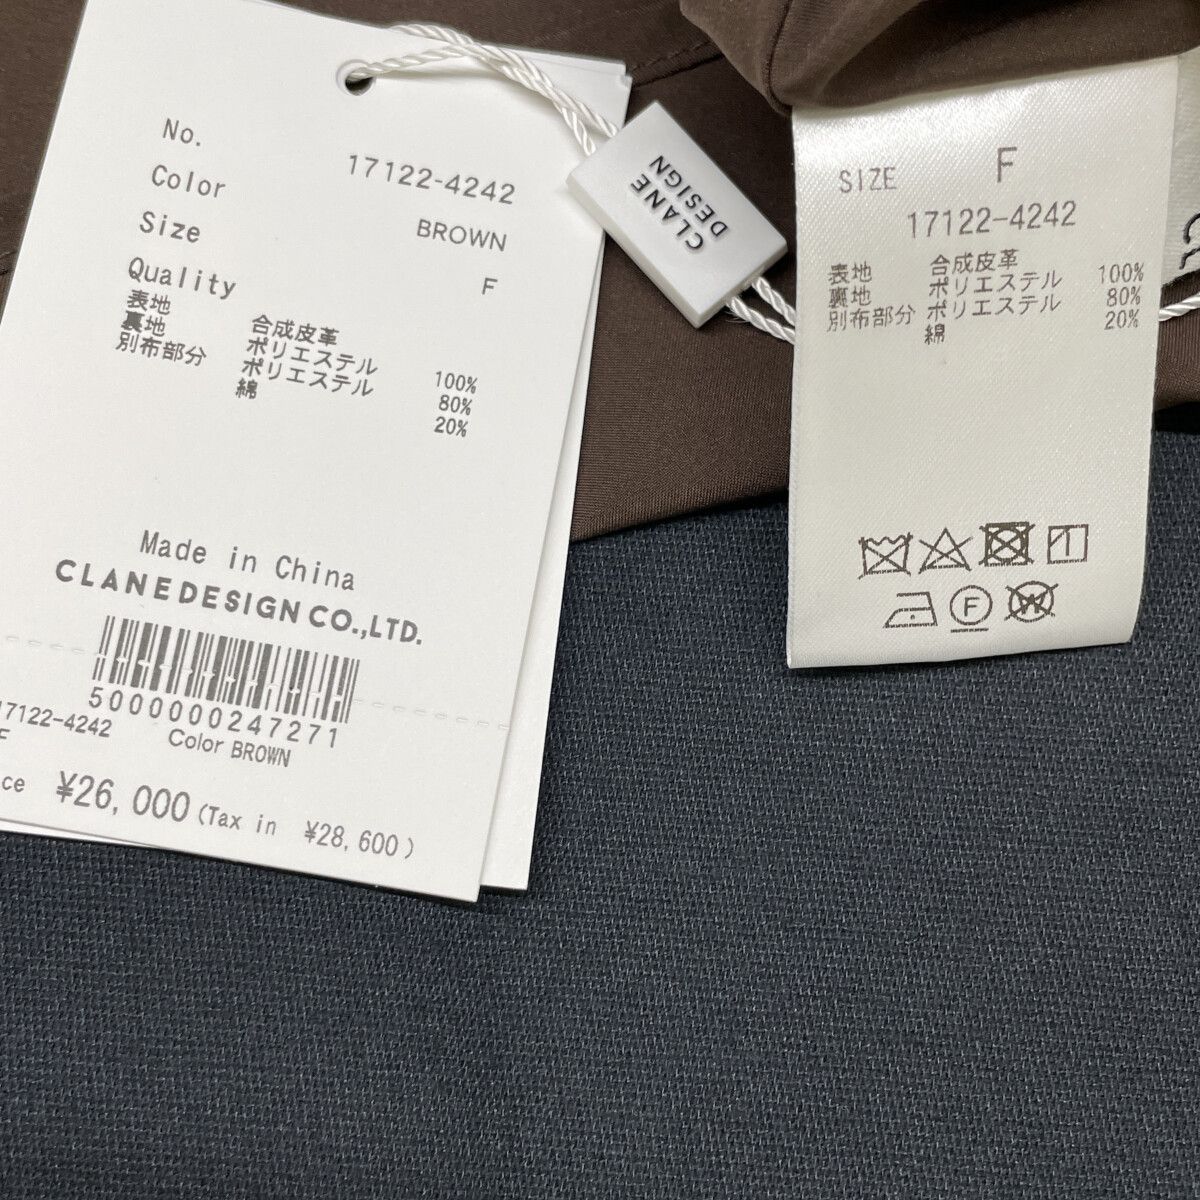 No. 17122-4242
Color BROWN
Size F
Quality
表地 合成皮革
裏地 ポリエステル 100%
別布部分 ポリエステル 80%
綿 20%
Made in China
CLANE DESIGN CO.,LTD.
5000000247271
17122-4242 Color BROWN
F
¥26,000 (Tax in ¥28,600)
CLANE
DESIGN
SIZE F
17122-4242
表地 合成皮革
裏地 ポリエステル 100%
別布部分 ポリエステル 80%
綿 20%
F
W